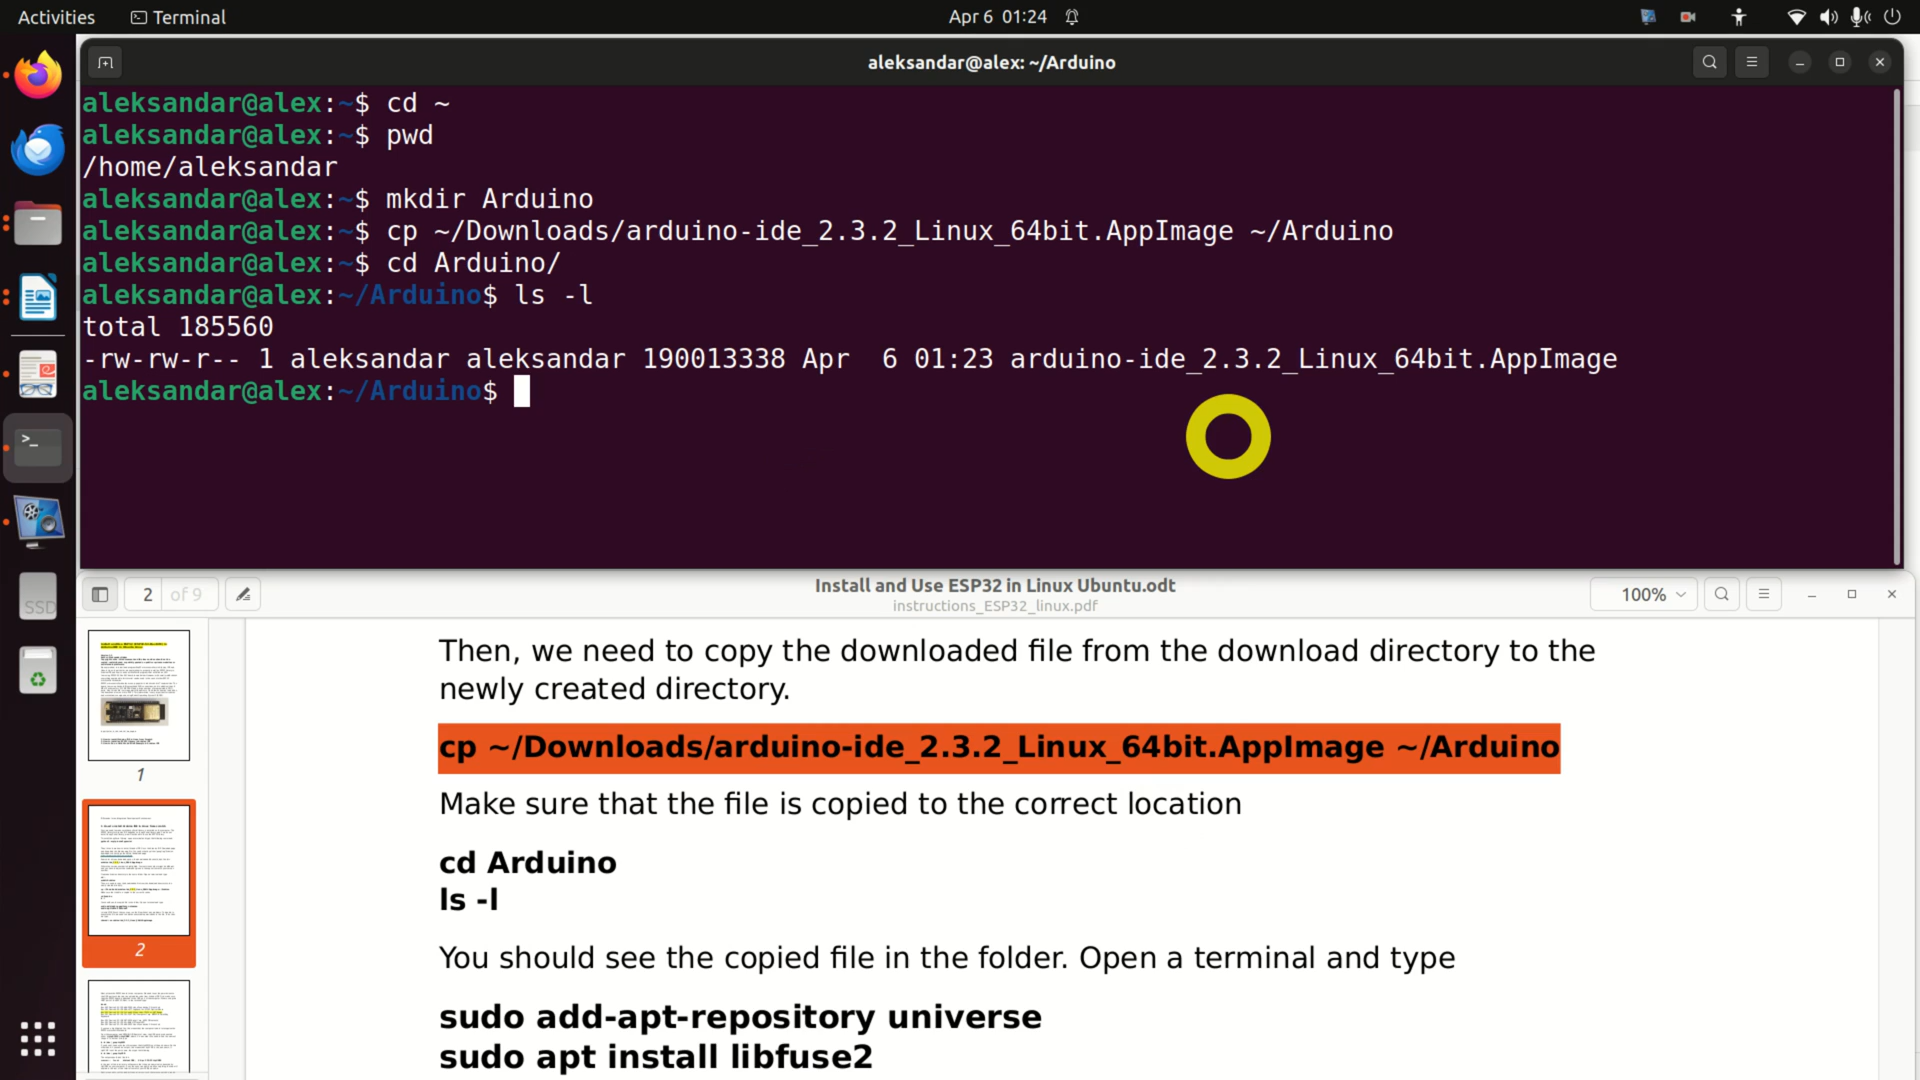 Activities
Terminal
Apr 6 01:24
aleksandar@alex: ~/Arduino
aleksandar@alex:~$ cd ~
aleksandar@alex:~$ pwd
/home/aleksandar
aleksandar@alex:~$ mkdir Arduino
aleksandar@alex:~$ cp ~/Downloads/arduino-ide_2.3.2_Linux_64bit.AppImage ~/Arduino
aleksandar@alex:~$ cd Arduino/
aleksandar@alex:~/Arduino$ ls -l
total 185560
-rw-rw-r-- 1 aleksandar aleksandar 190013338 Apr  6 01:23 arduino-ide_2.3.2_Linux_64bit.AppImage
aleksandar@alex:~/Arduino$
SSD
2 of 9
Install and Use ESP32 in Linux Ubuntu.odt
instructions_ESP32_linux.pdf
100%
1
2
Then, we need to copy the downloaded file from the download directory to the
newly created directory.
cp ~/Downloads/arduino-ide_2.3.2_Linux_64bit.AppImage ~/Arduino
Make sure that the file is copied to the correct location
cd Arduino
ls -l
You should see the copied file in the folder. Open a terminal and type
sudo add-apt-repository universe
sudo apt install libfuse2